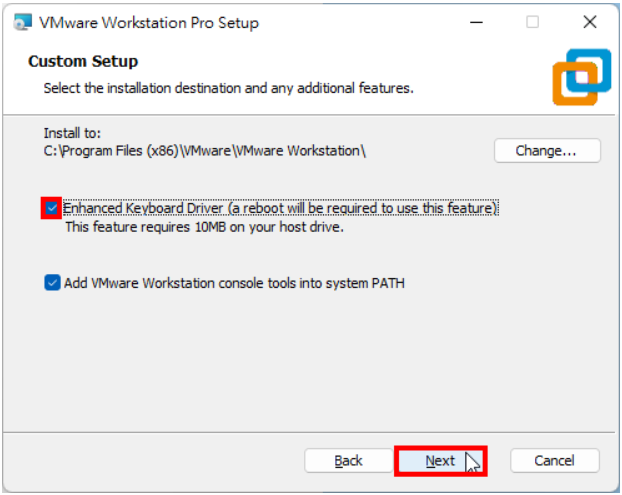 VMware Workstation Pro Setup
Custom Setup
Select the installation destination and any additional features.
Install to:
C:\Program Files (x86)\VMware\VMware Workstation\
Change...
Enhanced Keyboard Driver (a reboot will be required to use this feature)
This feature requires 10MB on your host drive.
Add VMware Workstation console tools into system PATH
Back
Next
Cancel